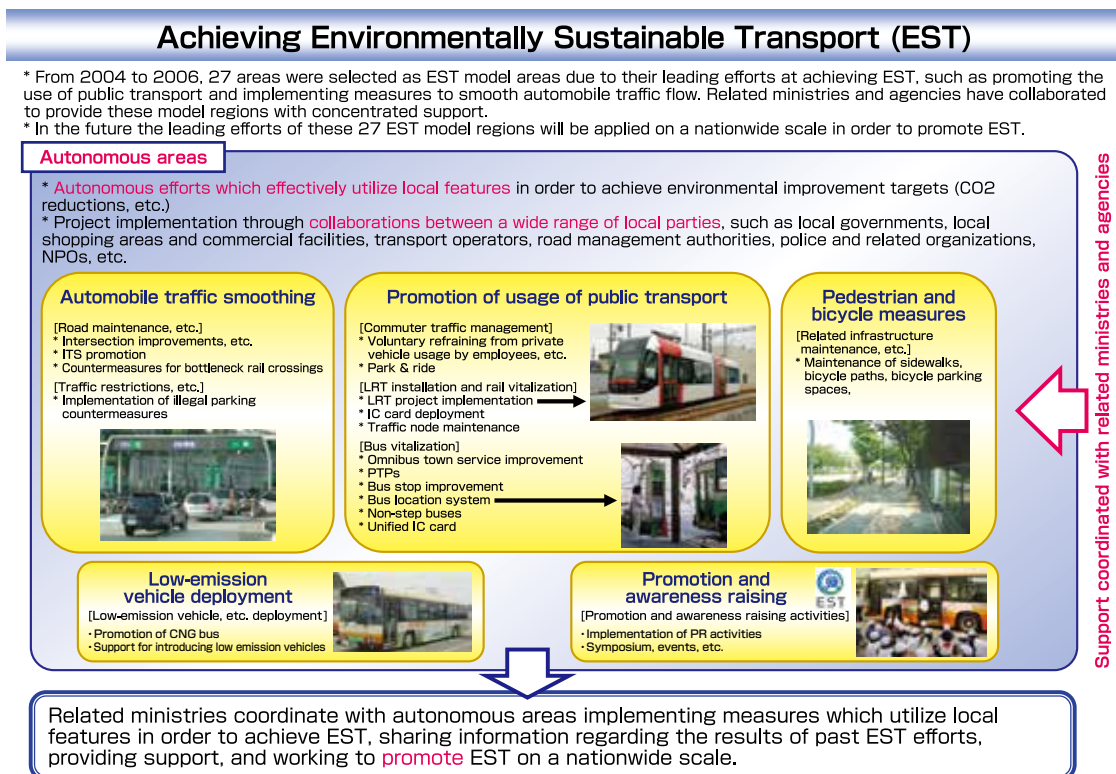 Achieving Environmentally Sustainable Transport (EST)
* From 2004 to 2006, 27 areas were selected as EST model areas due to their leading efforts at achieving EST, such as promoting the
use of public transport and implementing measures to smooth automobile traffic flow. Related ministries and agencies have collaborated
to provide these model regions with concentrated support.
* In the future the leading efforts of these 27 EST model regions will be applied on a nationwide scale in order to promote EST.
Autonomous areas
* Autonomous efforts which effectively utilize local features in order to achieve environmental improvement targets (CO2
reductions, etc.)
* Project implementation through collaborations between a wide range of local parties, such as local governments, local
shopping areas and commercial facilities, transport operators, road management authorities, police and related organizations,
NPOs, etc.
Automobile traffic smoothing
[Road maintenance, etc.]
* Intersection improvements, etc.
* ITS promotion
* Countermeasures for bottleneck rail crossings
[Traffic restrictions, etc.]
* Implementation of illegal parking
countermeasures
Promotion of usage of public transport
[Commuter traffic management]
* Voluntary refraining from private
vehicle usage by employees, etc.
* Park & ride
[LRT installation and rail vitalization]
* LRT project implementation
* IC card deployment
* Traffic node maintenance
[Bus vitalization]
* Omnibus town service improvement
* PTPs
* Bus stop improvement
* Bus location system
* Non-step buses
* Unified IC card
Pedestrian and
bicycle measures
[Related infrastructure
maintenance, etc.]
* Maintenance of sidewalks,
bicycle paths, bicycle parking
spaces,
Low-emission
vehicle deployment
[Low-emission vehicle, etc. deployment]
・Promotion of CNG bus
・Support for introducing low emission vehicles
Promotion and
awareness raising
EST
[Promotion and awareness raising activities]
・Implementation of PR activities
・Symposium, events, etc.
Support coordinated with related ministries and agencies
Related ministries coordinate with autonomous areas implementing measures which utilize local
features in order to achieve EST, sharing information regarding the results of past EST efforts,
providing support, and working to promote EST on a nationwide scale.